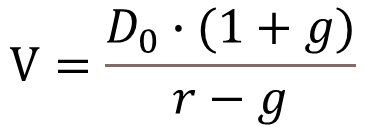 V = D₀ · (1 + g) / r − g